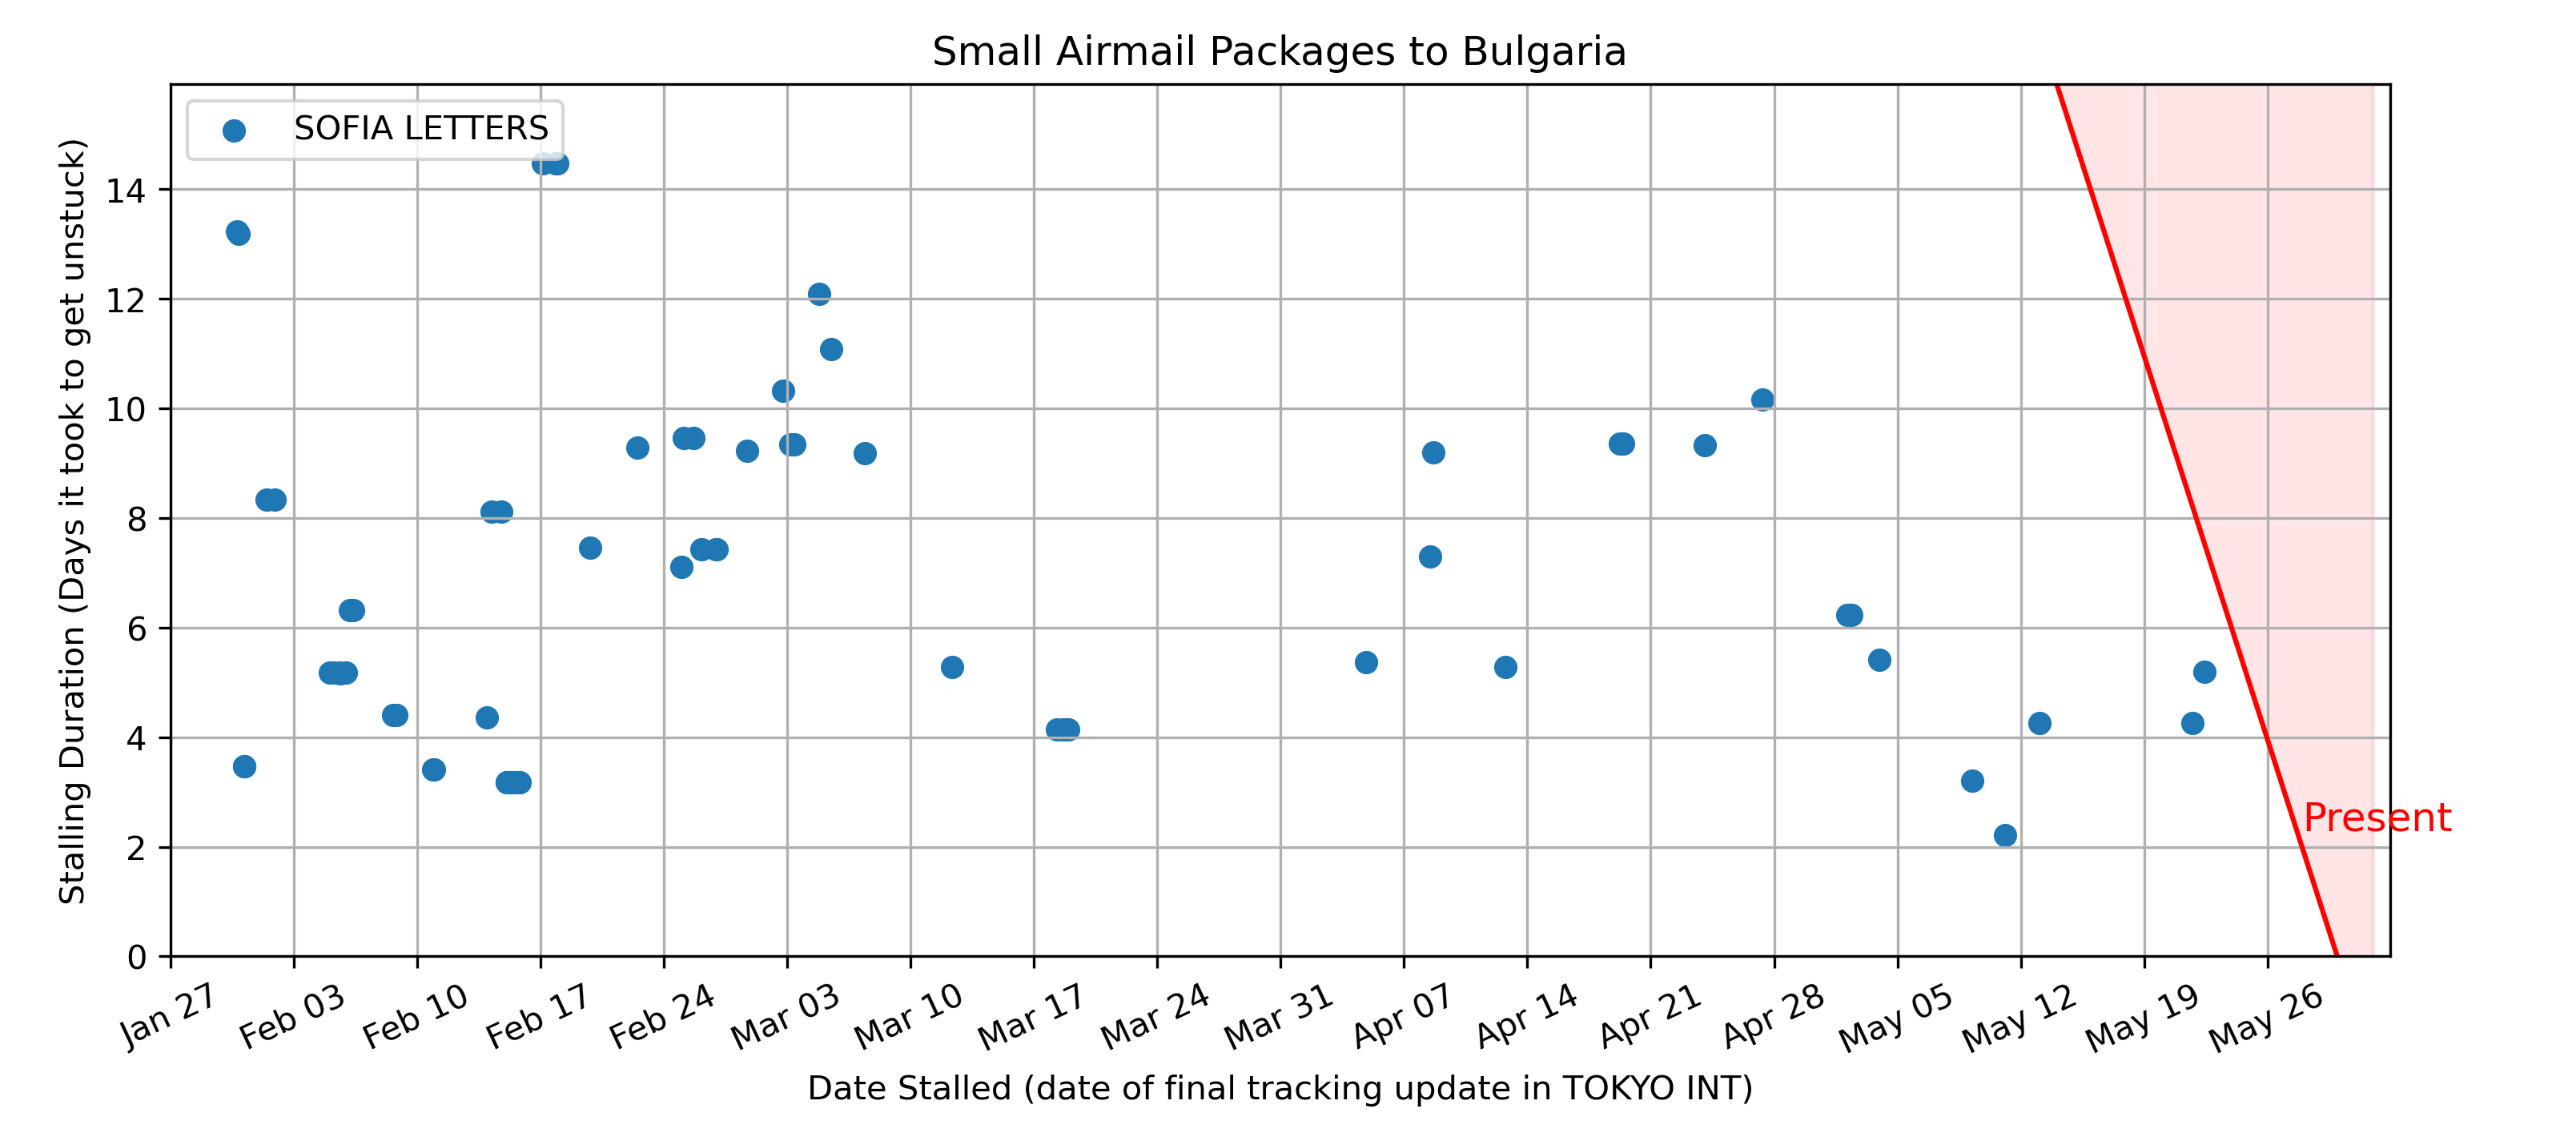 Small Airmail Packages to Bulgaria
SOFIA LETTERS
Stalling Duration (Days it took to get unstuck)
14
12
10
8
6
4
2
0
Present
Jan 27
Feb 03
Feb 10
Feb 17
Feb 24
Mar 03
Mar 10
Mar 17
Mar 24
Mar 31
Apr 07
Apr 14
Apr 21
Apr 28
May 05
May 12
May 19
May 26
Date Stalled (date of final tracking update in TOKYO INT)